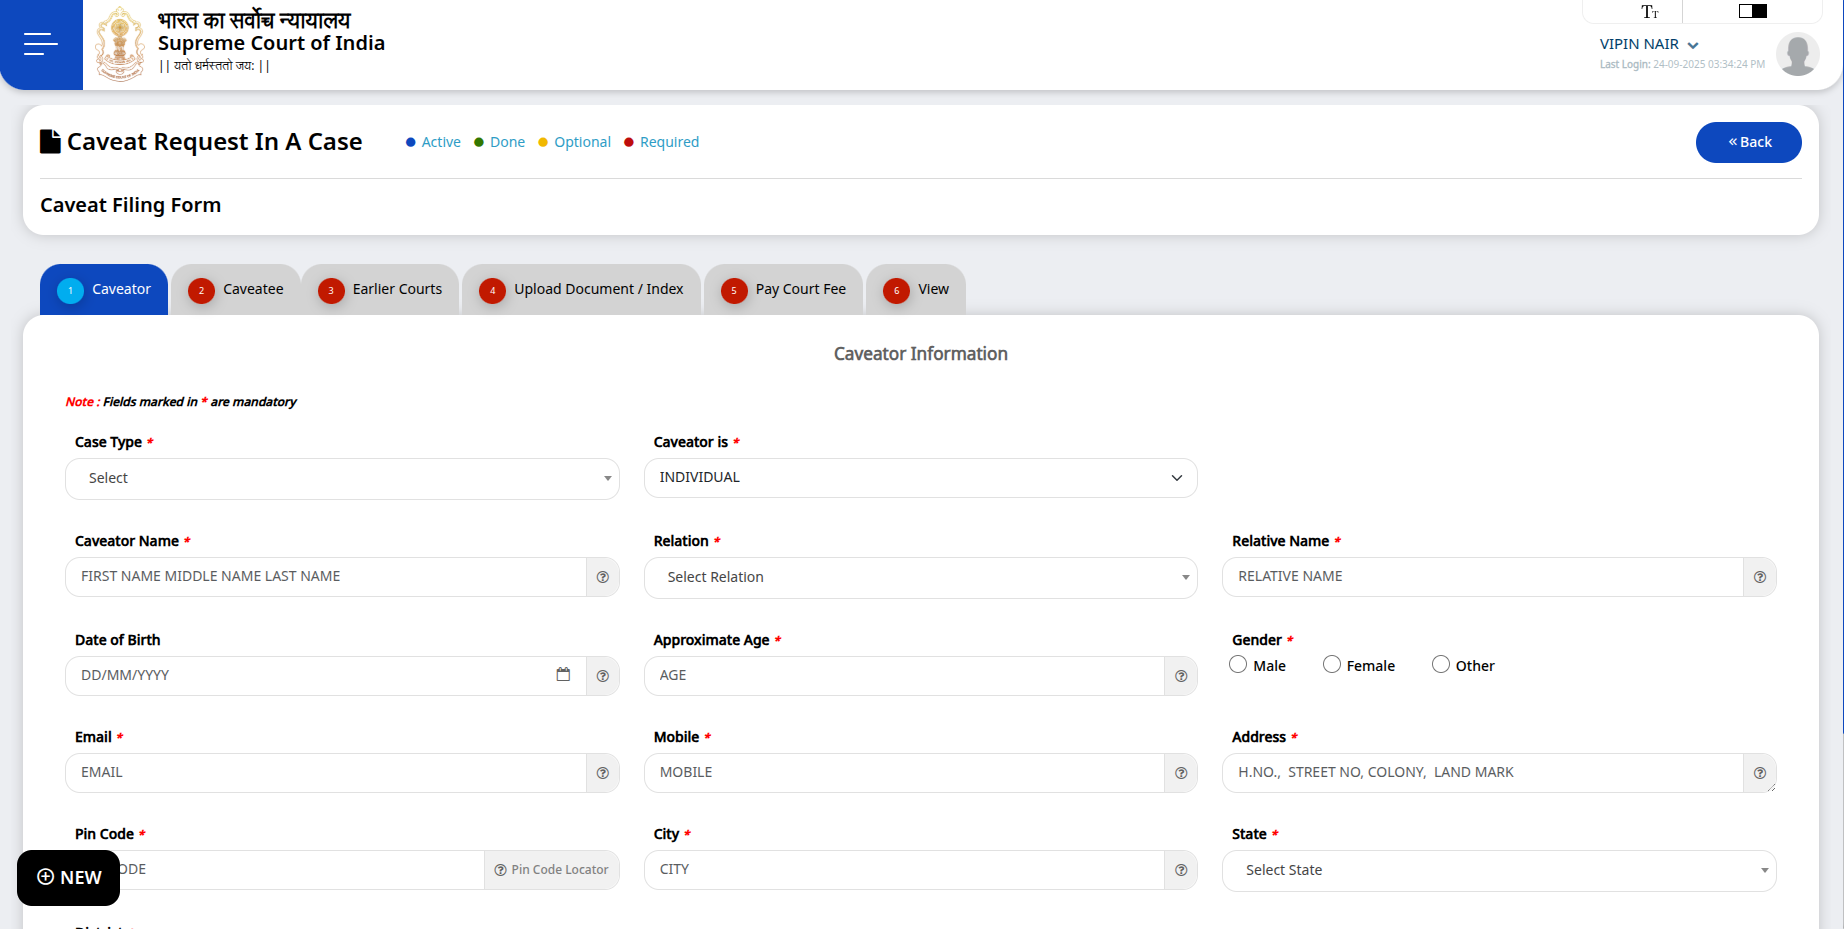 भारत का सर्वोच्च न्यायालय
Supreme Court of India
|| यतो धर्मस्ततो जय: ||
TT
VIPIN NAIR
Last Login: 24-09-2025 03:34:24 PM
Caveat Request In A Case
Active Done Optional Required
« Back
Caveat Filing Form
1 Caveator
2 Caveatee
3 Earlier Courts
4 Upload Document / Index
5 Pay Court Fee
6 View
Caveator Information
Note : Fields marked in * are mandatory
Case Type * Caveator is *
Select INDIVIDUAL
Caveator Name * Relation * Relative Name *
FIRST NAME MIDDLE NAME LAST NAME Select Relation RELATIVE NAME
Date of Birth Approximate Age * Gender *
DD/MM/YYYY AGE Male Female Other
Email * Mobile * Address *
EMAIL MOBILE H.NO., STREET NO, COLONY, LAND MARK
Pin Code * City * State *
ODE Pin Code Locator CITY Select State
NEW